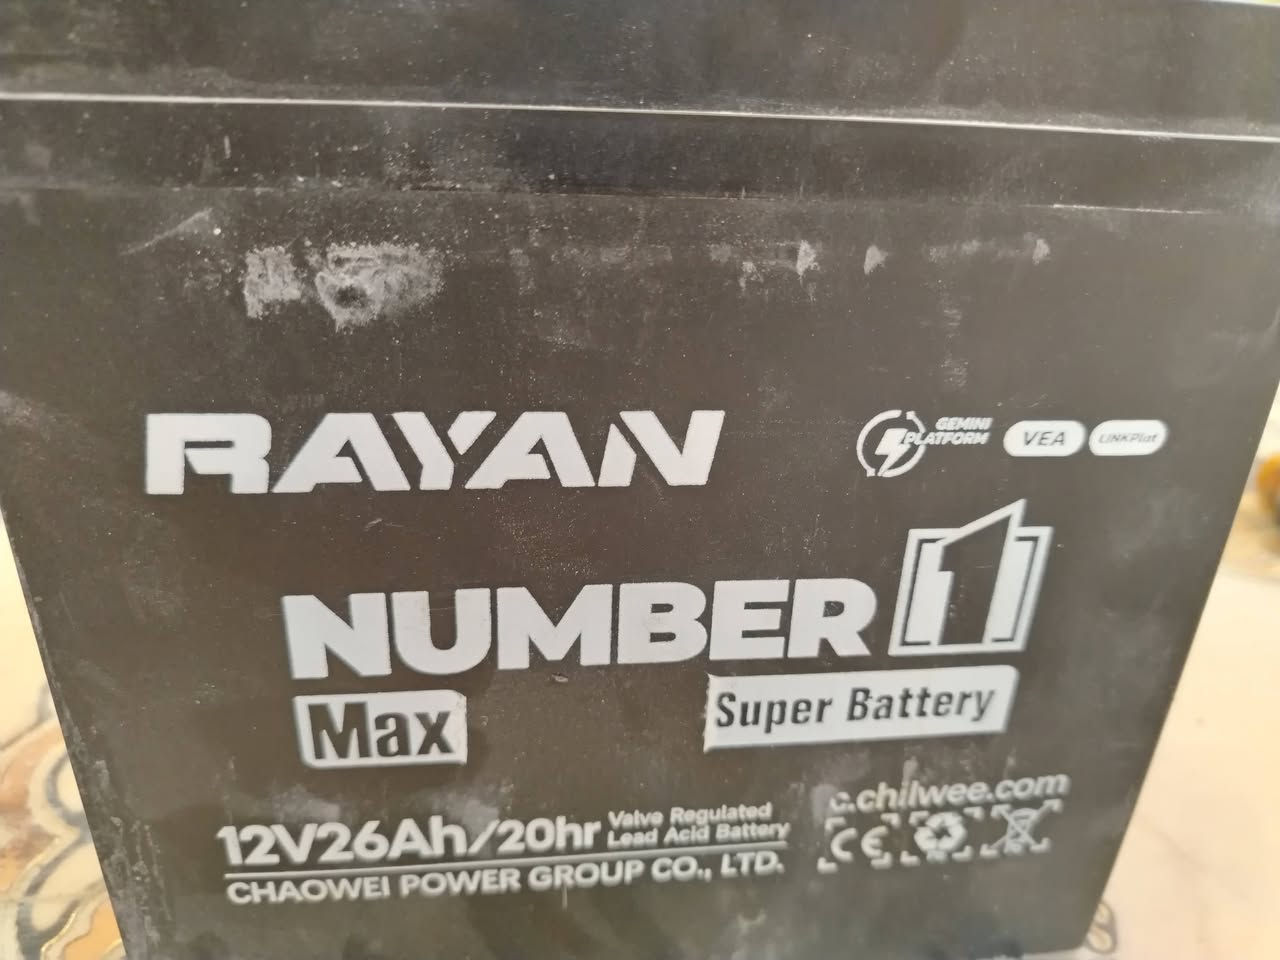 RAYAN
GEMINI
PLATFORM
VEA
LINKPlat
NUMBER 1
Max
Super Battery
12V26Ah/20hr
Valve Regulated
Lead Acid Battery
CHAOWEI POWER GROUP CO., LTD.
c.chilwee.com
CE